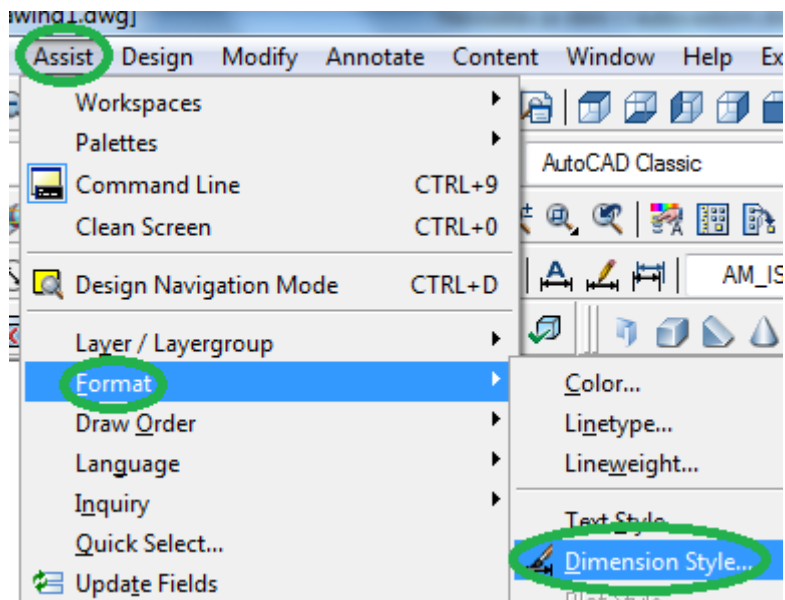 Assist Design Modify Annotate Content Window Help
Workspaces
Palettes
AutoCAD Classic
Command Line CTRL+9
Clean Screen CTRL+0
Design Navigation Mode CTRL+D
AM_IS
Layer / Layergroup
Format
Color...
Draw Order
Linetype...
Language
Lineweight...
Inquiry
Text Style
Quick Select...
Dimension Style...
Update Fields